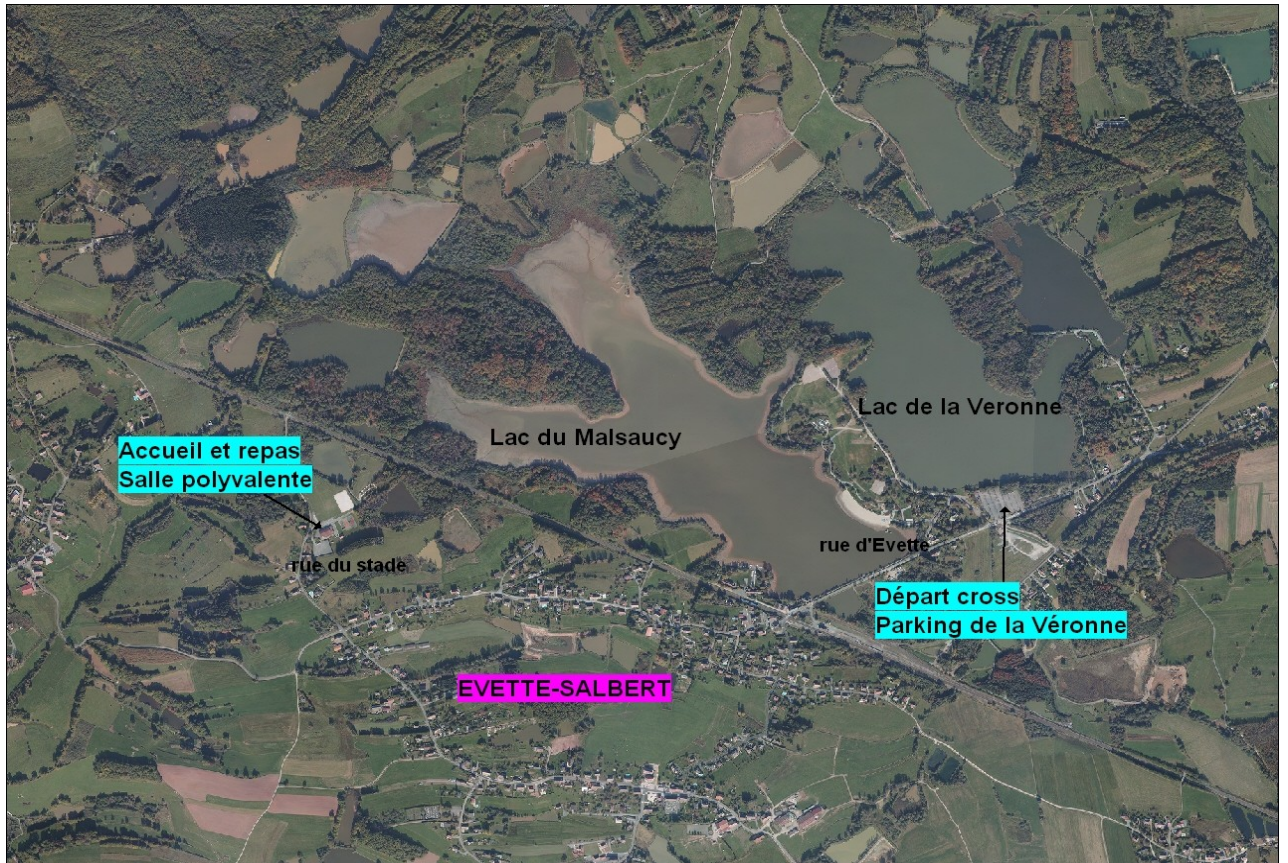 Lac de la Veronne
Lac du Malsaucy
Accueil et repas
Salle polyvalente
rue d'Evette
rue du stade
Départ cross
Parking de la Véronne
EVETTE-SALBERT